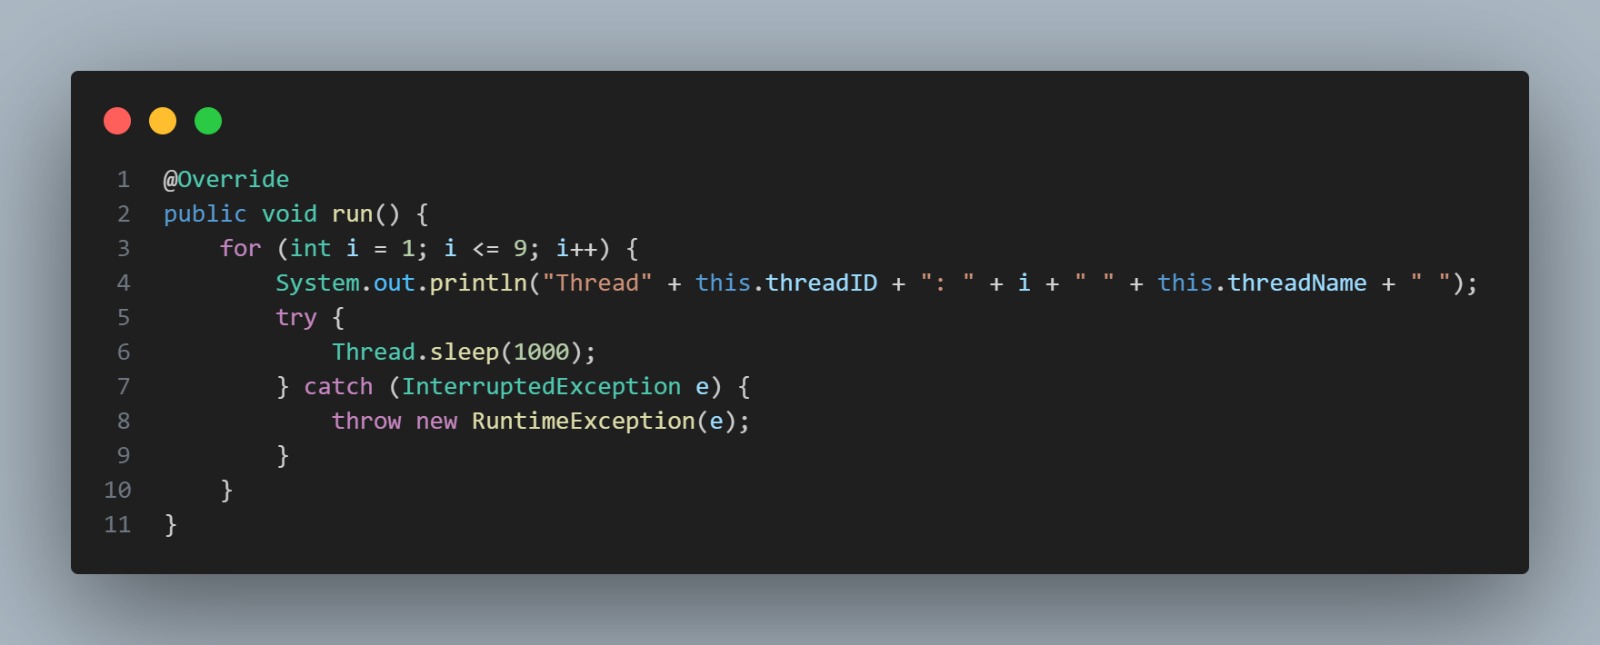 1 @Override
2 public void run() {
3     for (int i = 1; i <= 9; i++) {
4         System.out.println("Thread" + this.threadID + ": " + i + " " + this.threadName + " ");
5         try {
6             Thread.sleep(1000);
7         } catch (InterruptedException e) {
8             throw new RuntimeException(e);
9         }
10     }
11 }